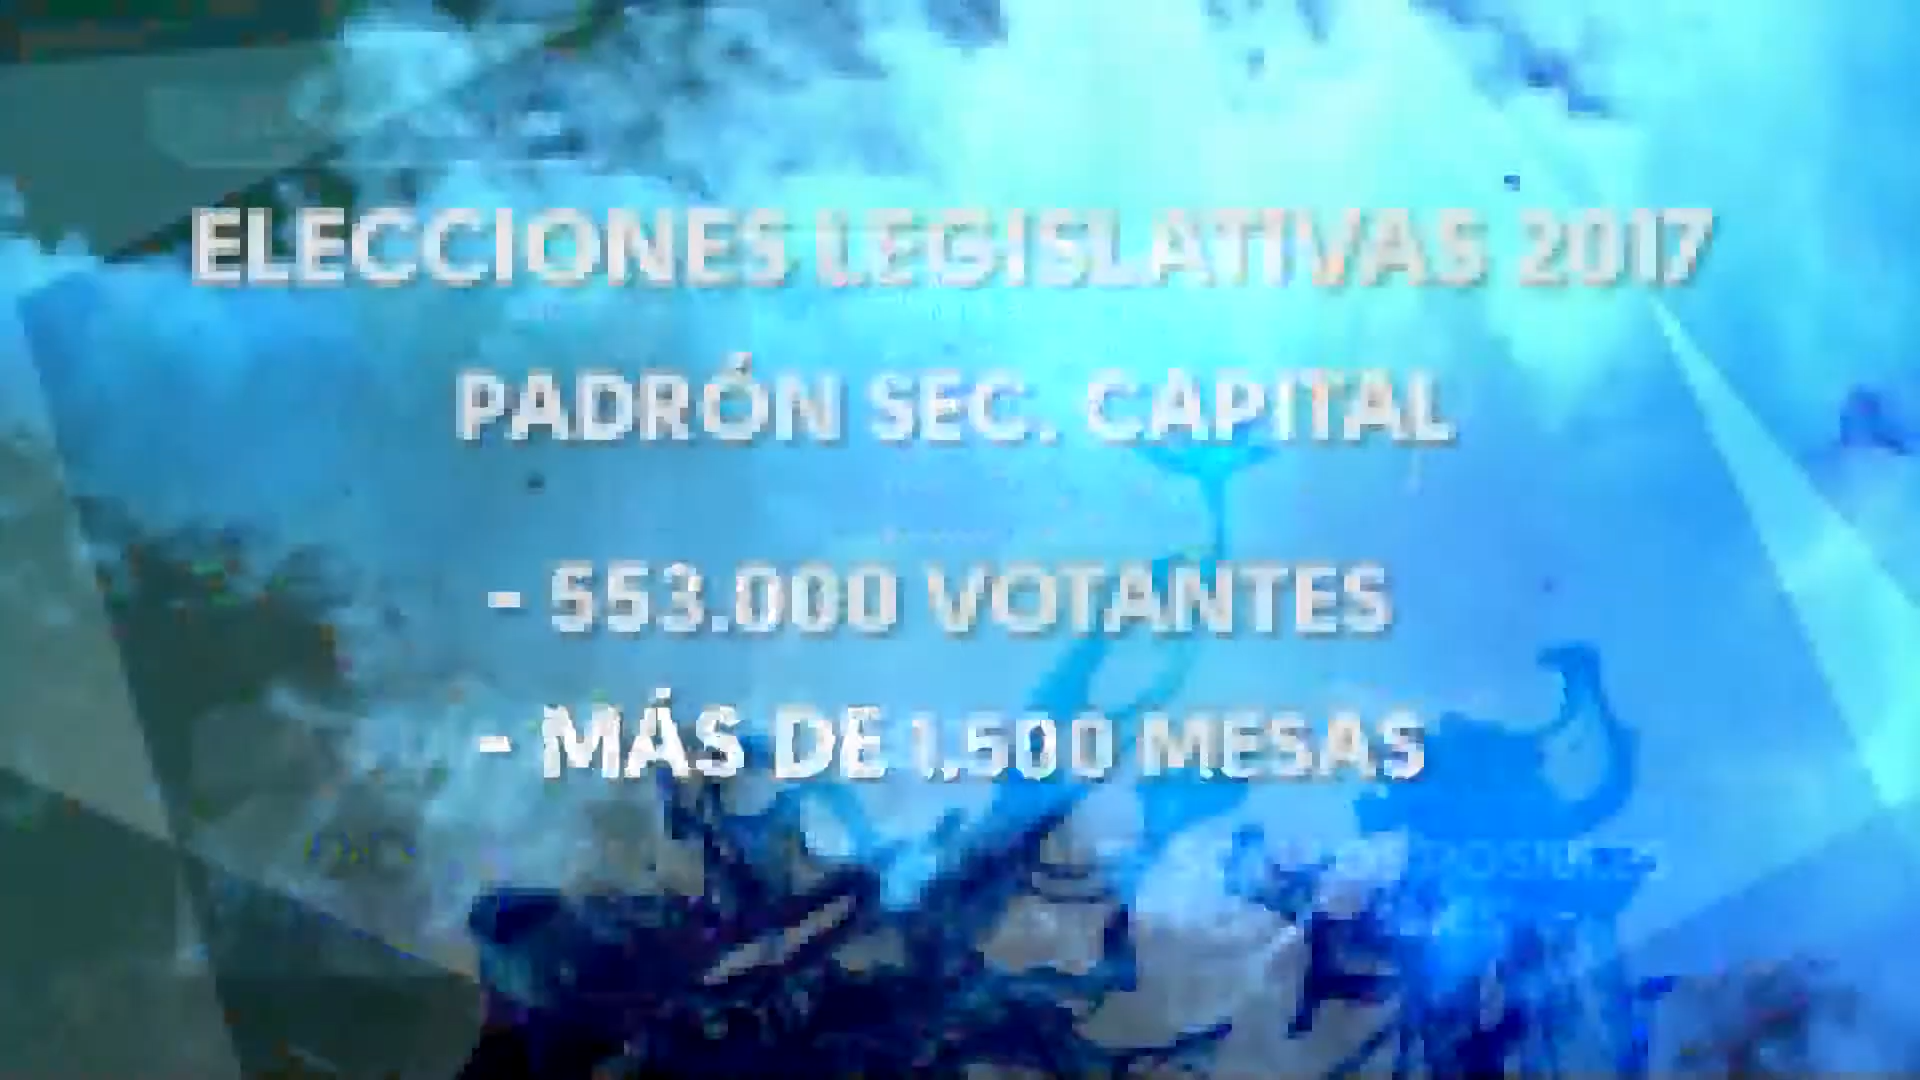 ELECCIONES LEGISLATIVAS 2017
PADRÓN SEC. CAPITAL
- 553.000 VOTANTES
- MÁS DE 1.500 MESAS